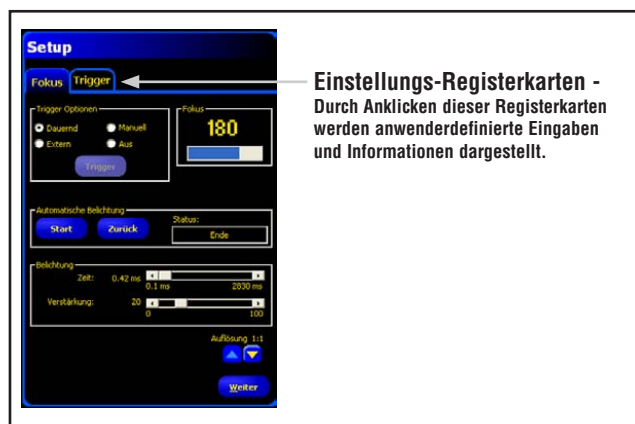 Setup
Fokus Trigger
Trigger Optionen
Dauernd Manuell
Extern Aus
Trigger
Fokus
180
Automatische Belichtung
Start Zurück
Status:
Ende
Belichtung
Zeit: 0.42 ms
0.1 ms 2830 ms
Verstärkung: 20
0 100
Auflösung 1:1
Weiter
Einstellungs-Registerkarten -
Durch Anklicken dieser Registerkarten
werden anwenderdefinierte Eingaben
und Informationen dargestellt.